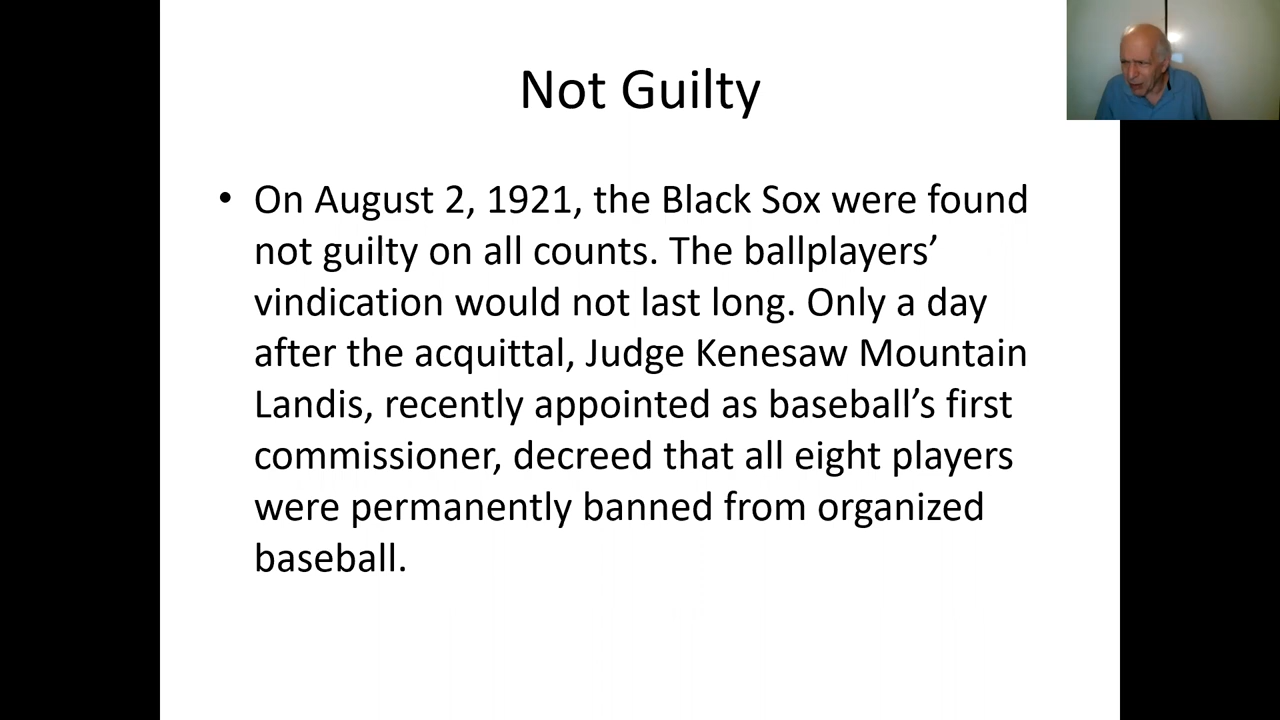 Not Guilty
• On August 2, 1921, the Black Sox were found
not guilty on all counts. The ballplayers’
vindication would not last long. Only a day
after the acquittal, Judge Kenesaw Mountain
Landis, recently appointed as baseball’s first
commissioner, decreed that all eight players
were permanently banned from organized
baseball.